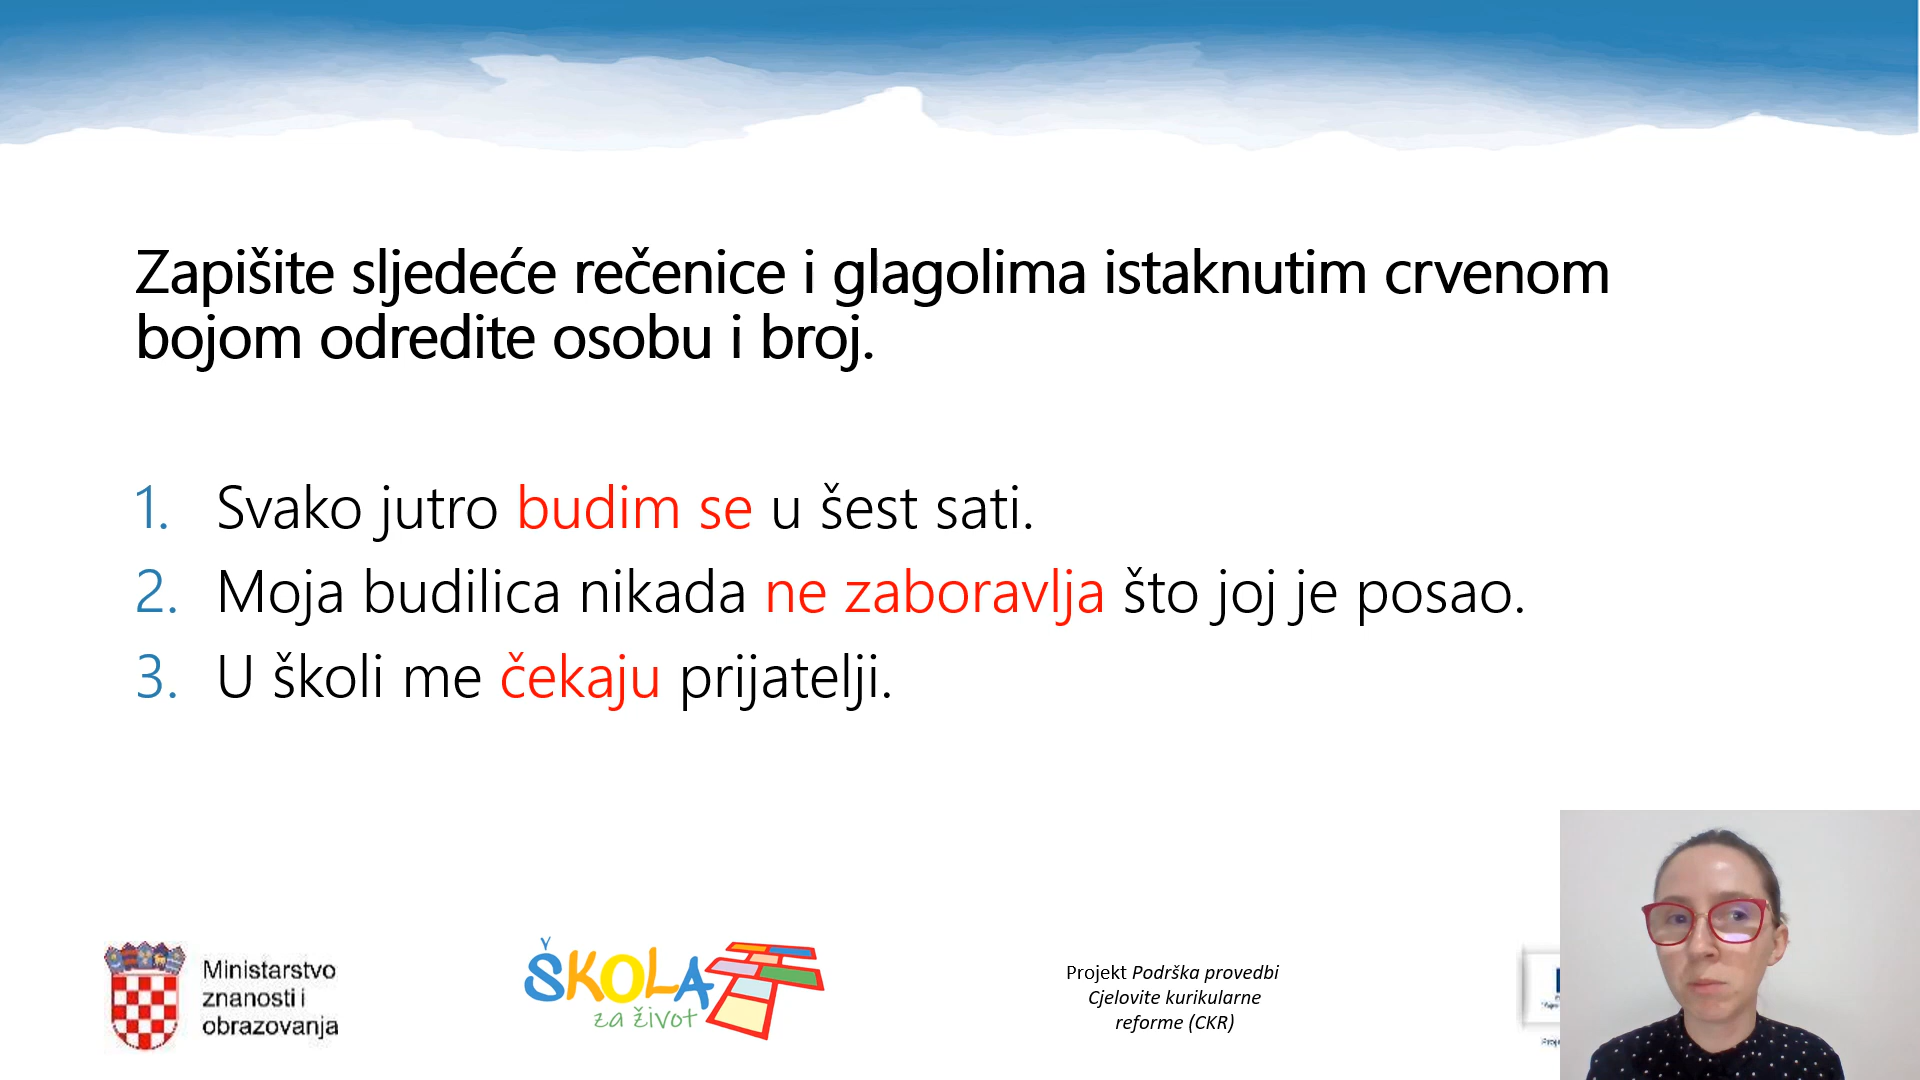 Zapišite sljedeće rečenice i glagolima istaknutim crvenom
bojom odredite osobu i broj.
1. Svako jutro budim se u šest sati.
2. Moja budilica nikada ne zaboravlja što joj je posao.
3. U školi me čekaju prijatelji.
Ministarstvo
znanosti i
obrazovanja
ŠKOLA
za život
Projekt Podrška provedbi
Cjelovite kurikularne
reforme (CKR)